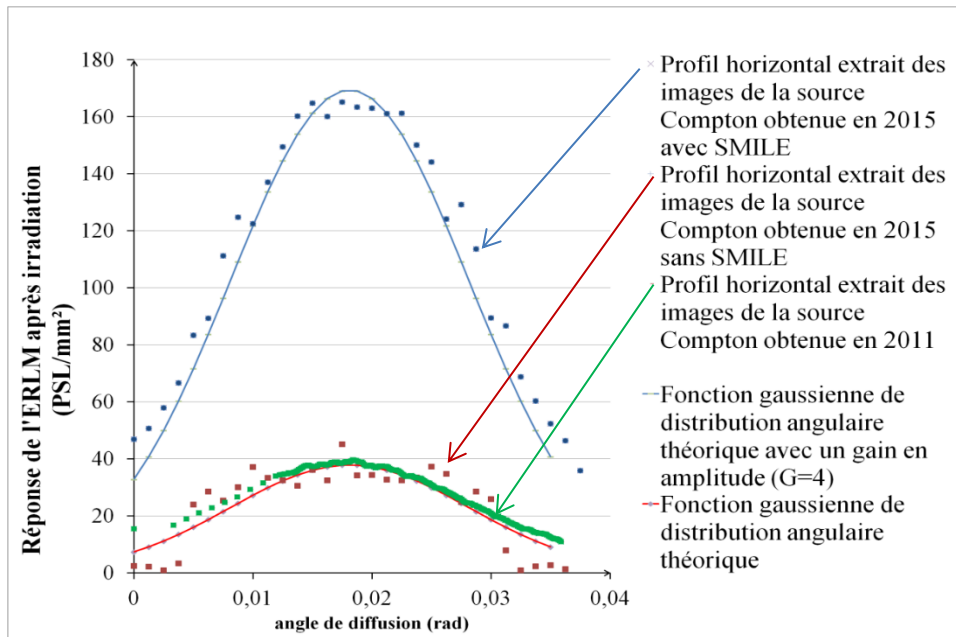 Réponse de l'ERLM après irradiation
(PSL/mm²)
180
160
140
120
100
80
60
40
20
0
0
0,01
0,02
0,03
0,04
angle de diffusion (rad)
Profil horizontal extrait des
images de la source
Compton obtenue en 2015
avec SMILE
Profil horizontal extrait des
images de la source
Compton obtenue en 2015
sans SMILE
Profil horizontal extrait des
images de la source
Compton obtenue en 2011
Fonction gaussienne de
distribution angulaire
théorique avec un gain en
amplitude (G=4)
Fonction gaussienne de
distribution angulaire
théorique